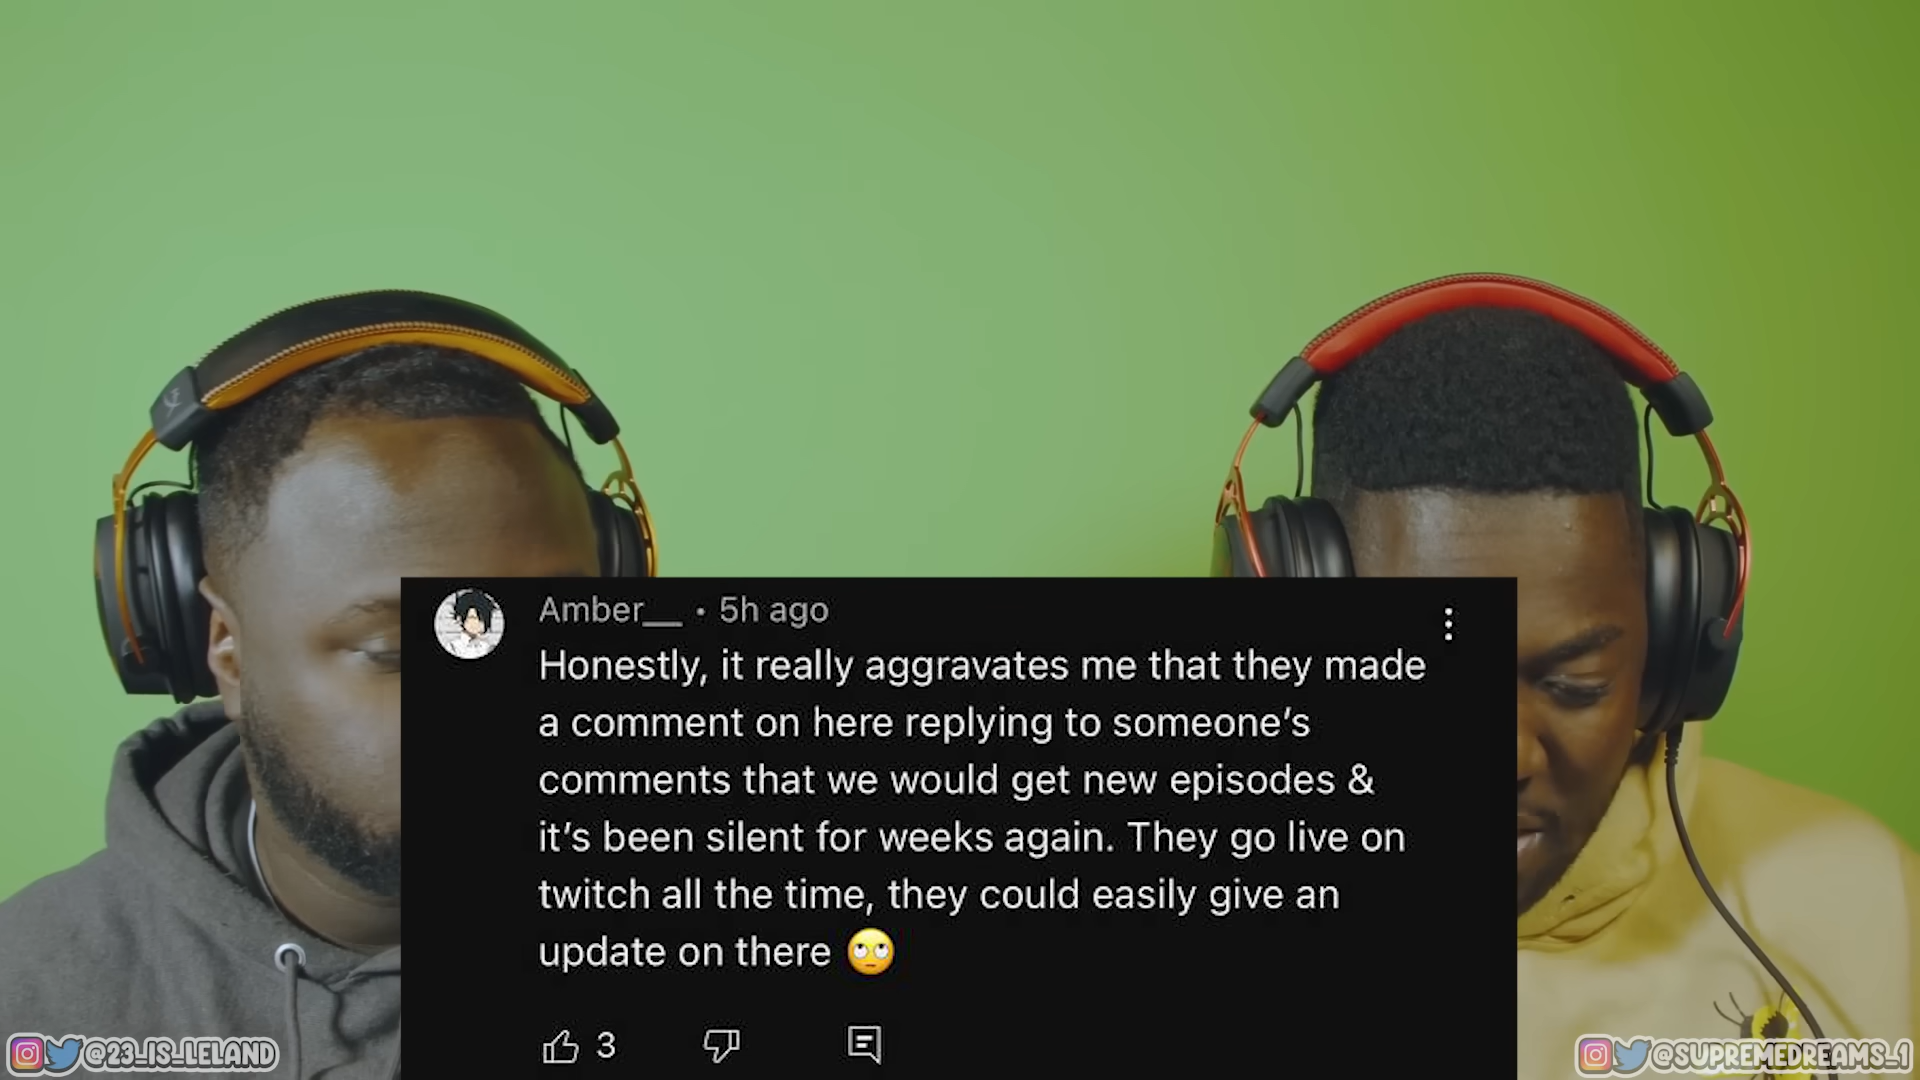 Amber__ • 5h ago
Honestly, it really aggravates me that they made
a comment on here replying to someone’s
comments that we would get new episodes &
it’s been silent for weeks again. They go live on
twitch all the time, they could easily give an
update on there 🙄
3
@23_IS_LELAND
@SUPREMEDREAMS_1